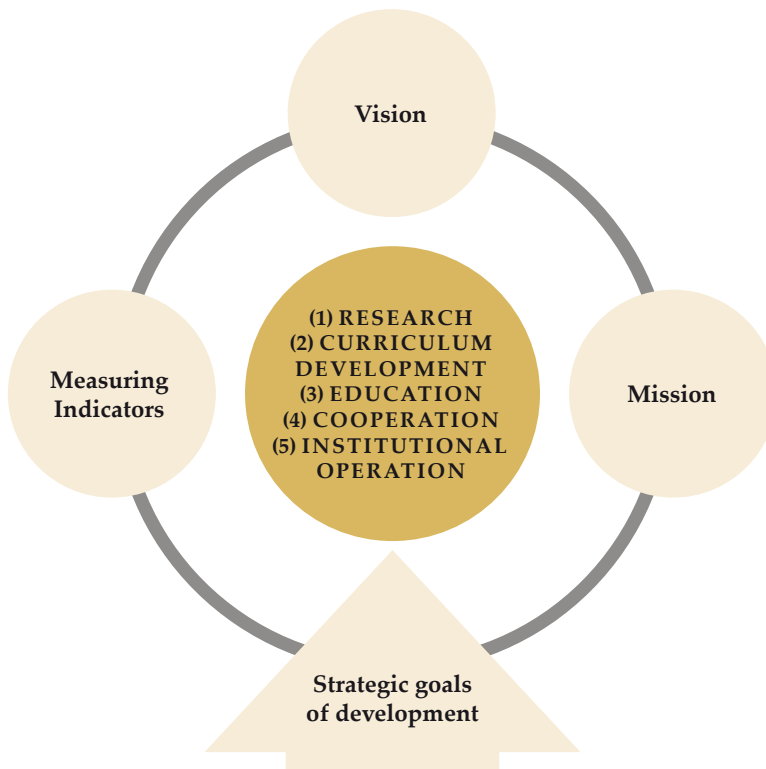 Vision
(1) RESEARCH
(2) CURRICULUM
DEVELOPMENT
(3) EDUCATION
(4) COOPERATION
(5) INSTITUTIONAL
OPERATION
Measuring
Indicators
Mission
Strategic goals
of development